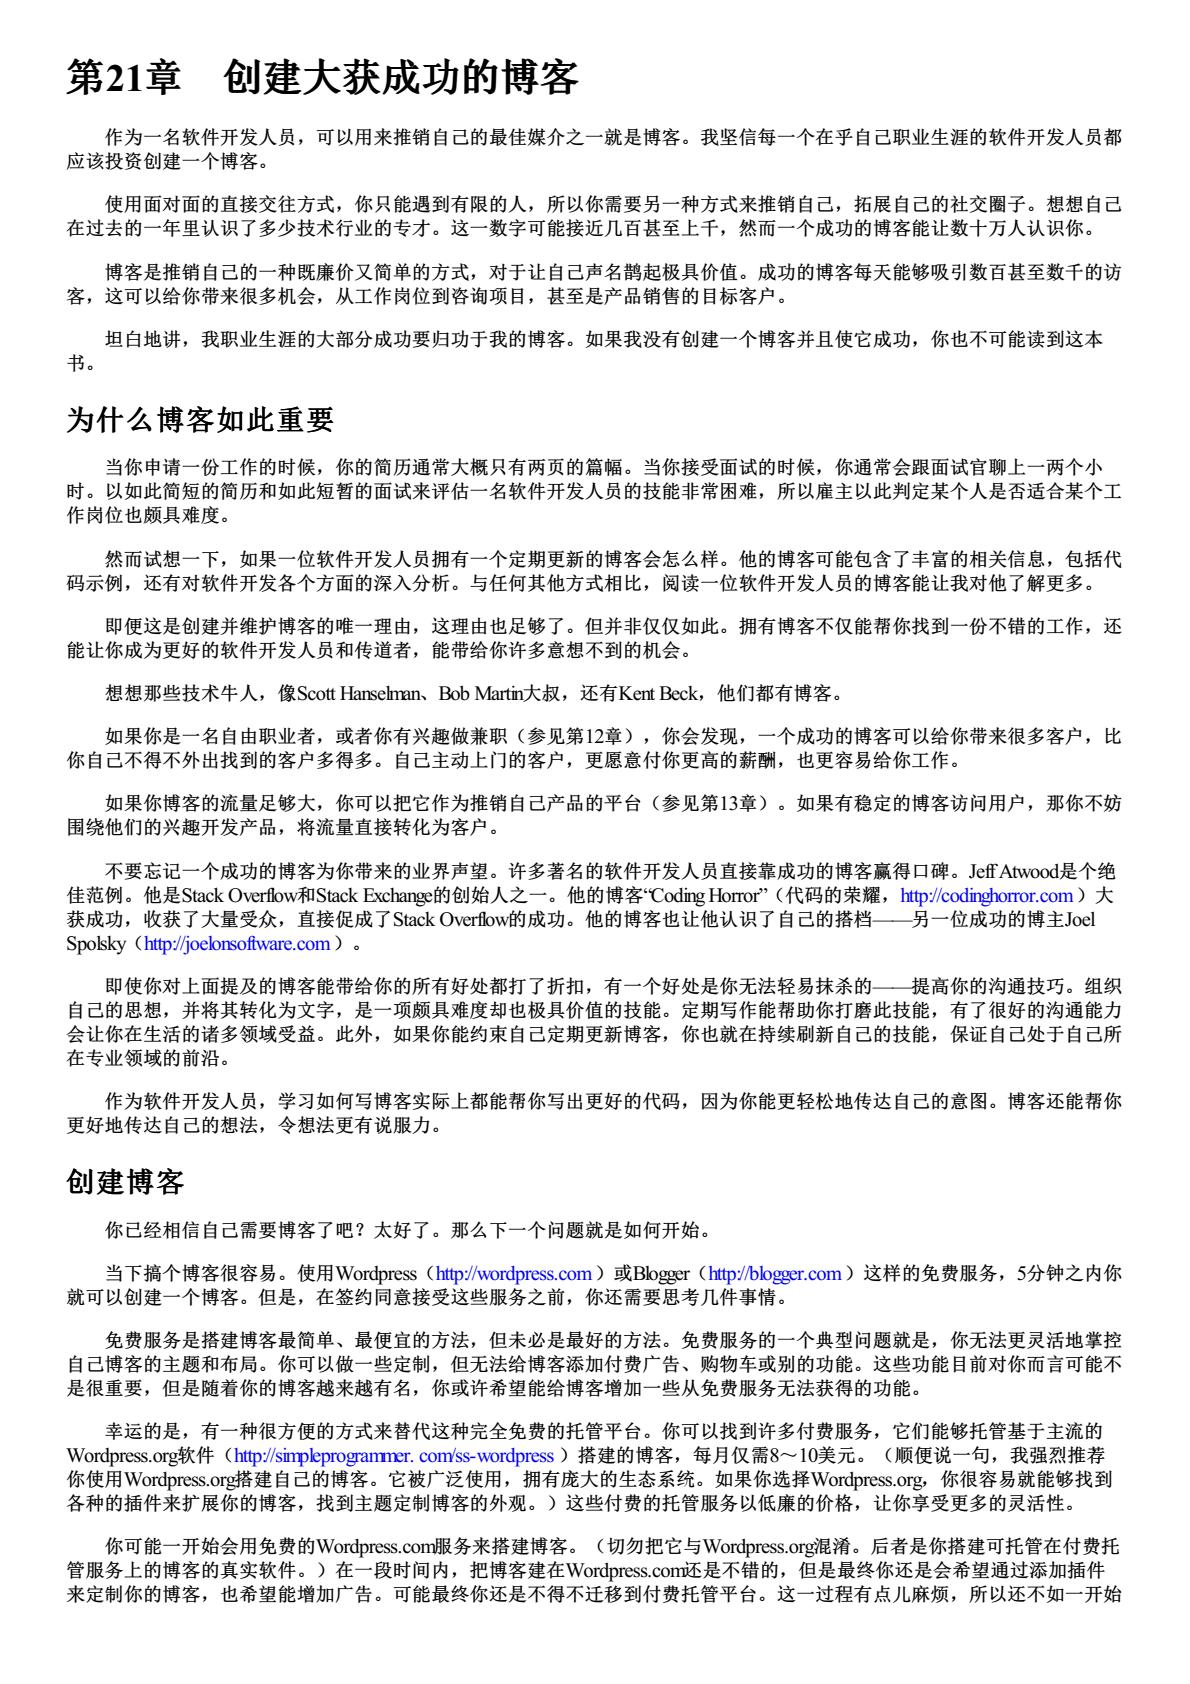 第21章　创建大获成功的博客
作为一名软件开发人员，可以用来推销自己的最佳媒介之一就是博客。我坚信每一个在乎自己职业生涯的软件开发人员都
应该投资创建一个博客。
使用面对面的直接交往方式，你只能遇到有限的人，所以你需要另一种方式来推销自己，拓展自己的社交圈子。想想自己
在过去的一年里认识了多少技术行业的专才。这一数字可能接近几百甚至上千，然而一个成功的博客能让数十万人认识你。
博客是推销自己的一种既廉价又简单的方式，对于让自己声名鹊起极具价值。成功的博客每天能够吸引数百甚至数千的访
客，这可以给你带来很多机会，从工作岗位到咨询项目，甚至是产品销售的目标客户。
坦白地讲，我职业生涯的大部分成功要归功于我的博客。如果我没有创建一个博客并且使它成功，你也不可能读到这本
书。
为什么博客如此重要
当你申请一份工作的时候，你的简历通常大概只有两页的篇幅。当你接受面试的时候，你通常会跟面试官聊上一两个小
时。以如此简短的简历和如此短暂的面试来评估一名软件开发人员的技能非常困难，所以雇主以此判定某个人是否适合某个工
作岗位也颇具难度。
然而试想一下，如果一位软件开发人员拥有一个定期更新的博客会怎么样。他的博客可能包含了丰富的相关信息，包括代
码示例，还有对软件开发各个方面的深入分析。与任何其他方式相比，阅读一位软件开发人员的博客能让我对他了解更多。
即便这是创建并维护博客的唯一理由，这理由也足够了。但并非仅仅如此。拥有博客不仅能帮你找到一份不错的工作，还
能让你成为更好的软件开发人员和传道者，能带给你许多意想不到的机会。
想想那些技术牛人，像Scott Hanselman、Bob Martin大叔，还有Kent Beck，他们都有博客。
如果你是一名自由职业者，或者你有兴趣做兼职（参见第12章），你会发现，一个成功的博客可以给你带来很多客户，比
你自己不得不外出找到的客户多得多。自己主动上门的客户，更愿意付你更高的薪酬，也更容易给你工作。
如果你博客的流量足够大，你可以把它作为推销自己产品的平台（参见第13章）。如果有稳定的博客访问用户，那你不妨
围绕他们的兴趣开发产品，将流量直接转化为客户。
不要忘记一个成功的博客为你带来的业界声望。许多著名的软件开发人员直接靠成功的博客赢得口碑。Jeff Atwood是个绝
佳范例。他是Stack Overflow和Stack Exchange的创始人之一。他的博客“Coding Horror”（代码的荣耀，http://codinghorror.com ）大
获成功，收获了大量受众，直接促成了Stack Overflow的成功。他的博客也让他认识了自己的搭档——另一位成功的博主Joel
Spolsky（http://joelonsoftware.com ）。
即使你对上面提及的博客能带给你的所有好处都打了折扣，有一个好处是你无法轻易抹杀的——提高你的沟通技巧。组织
自己的思想，并将其转化为文字，是一项颇具难度却也极具价值的技能。定期写作能帮助你打磨此技能，有了很好的沟通能力
会让你在生活的诸多领域受益。此外，如果你能约束自己定期更新博客，你也就在持续刷新自己的技能，保证自己处于自己所
在专业领域的前沿。
作为软件开发人员，学习如何写博客实际上都能帮你写出更好的代码，因为你能更轻松地传达自己的意图。博客还能帮你
更好地传达自己的想法，令想法更有说服力。
创建博客
你已经相信自己需要博客了吧？太好了。那么下一个问题就是如何开始。
当下搞个博客很容易。使用Wordpress（http://wordpress.com ）或Blogger（http://blogger.com ）这样的免费服务，5分钟之内你
就可以创建一个博客。但是，在签约同意接受这些服务之前，你还需要思考几件事情。
免费服务是搭建博客最简单、最便宜的方法，但未必是最好的方法。免费服务的一个典型问题就是，你无法更灵活地掌控
自己博客的主题和布局。你可以做一些定制，但无法给博客添加付费广告、购物车或别的功能。这些功能目前对你而言可能不
是很重要，但是随着你的博客越来越有名，你或许希望能给博客增加一些从免费服务无法获得的功能。
幸运的是，有一种很方便的方式来替代这种完全免费的托管平台。你可以找到许多付费服务，它们能够托管基于主流的
Wordpress.org软件（http://simpleprogrammer. com/ss-wordpress ）搭建的博客，每月仅需8～10美元。（顺便说一句，我强烈推荐
你使用Wordpress.org搭建自己的博客。它被广泛使用，拥有庞大的生态系统。如果你选择Wordpress.org，你很容易就能够找到
各种的插件来扩展你的博客，找到主题定制博客的外观。）这些付费的托管服务以低廉的价格，让你享受更多的灵活性。
你可能一开始会用免费的Wordpress.com服务来搭建博客。（切勿把它与Wordpress.org混淆。后者是你搭建可托管在付费托
管服务上的博客的真实软件。）在一段时间内，把博客建在Wordpress.com还是不错的，但是最终你还是会希望通过添加插件
来定制你的博客，也希望能增加广告。可能最终你还是不得不迁移到付费托管平台。这一过程有点儿麻烦，所以还不如一开始